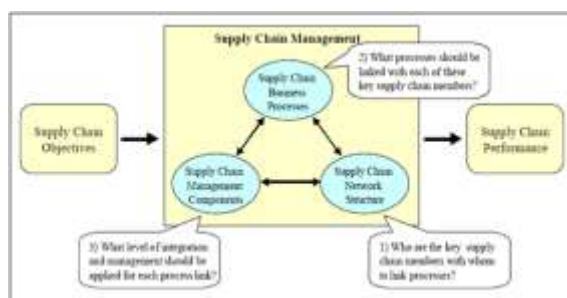 Supply Chain Management
2) What processes should be
linked with each of these
key supply chain members?
Supply Chain
Business
Processes
Supply Chain
Objectives
Supply Chain
Performance
Supply Chain
Management
Components
Supply Chain
Network
Structure
3) What level of integration
and management should be
applied for each process link?
1) Who are the key supply
chain members with whom
to link processes?